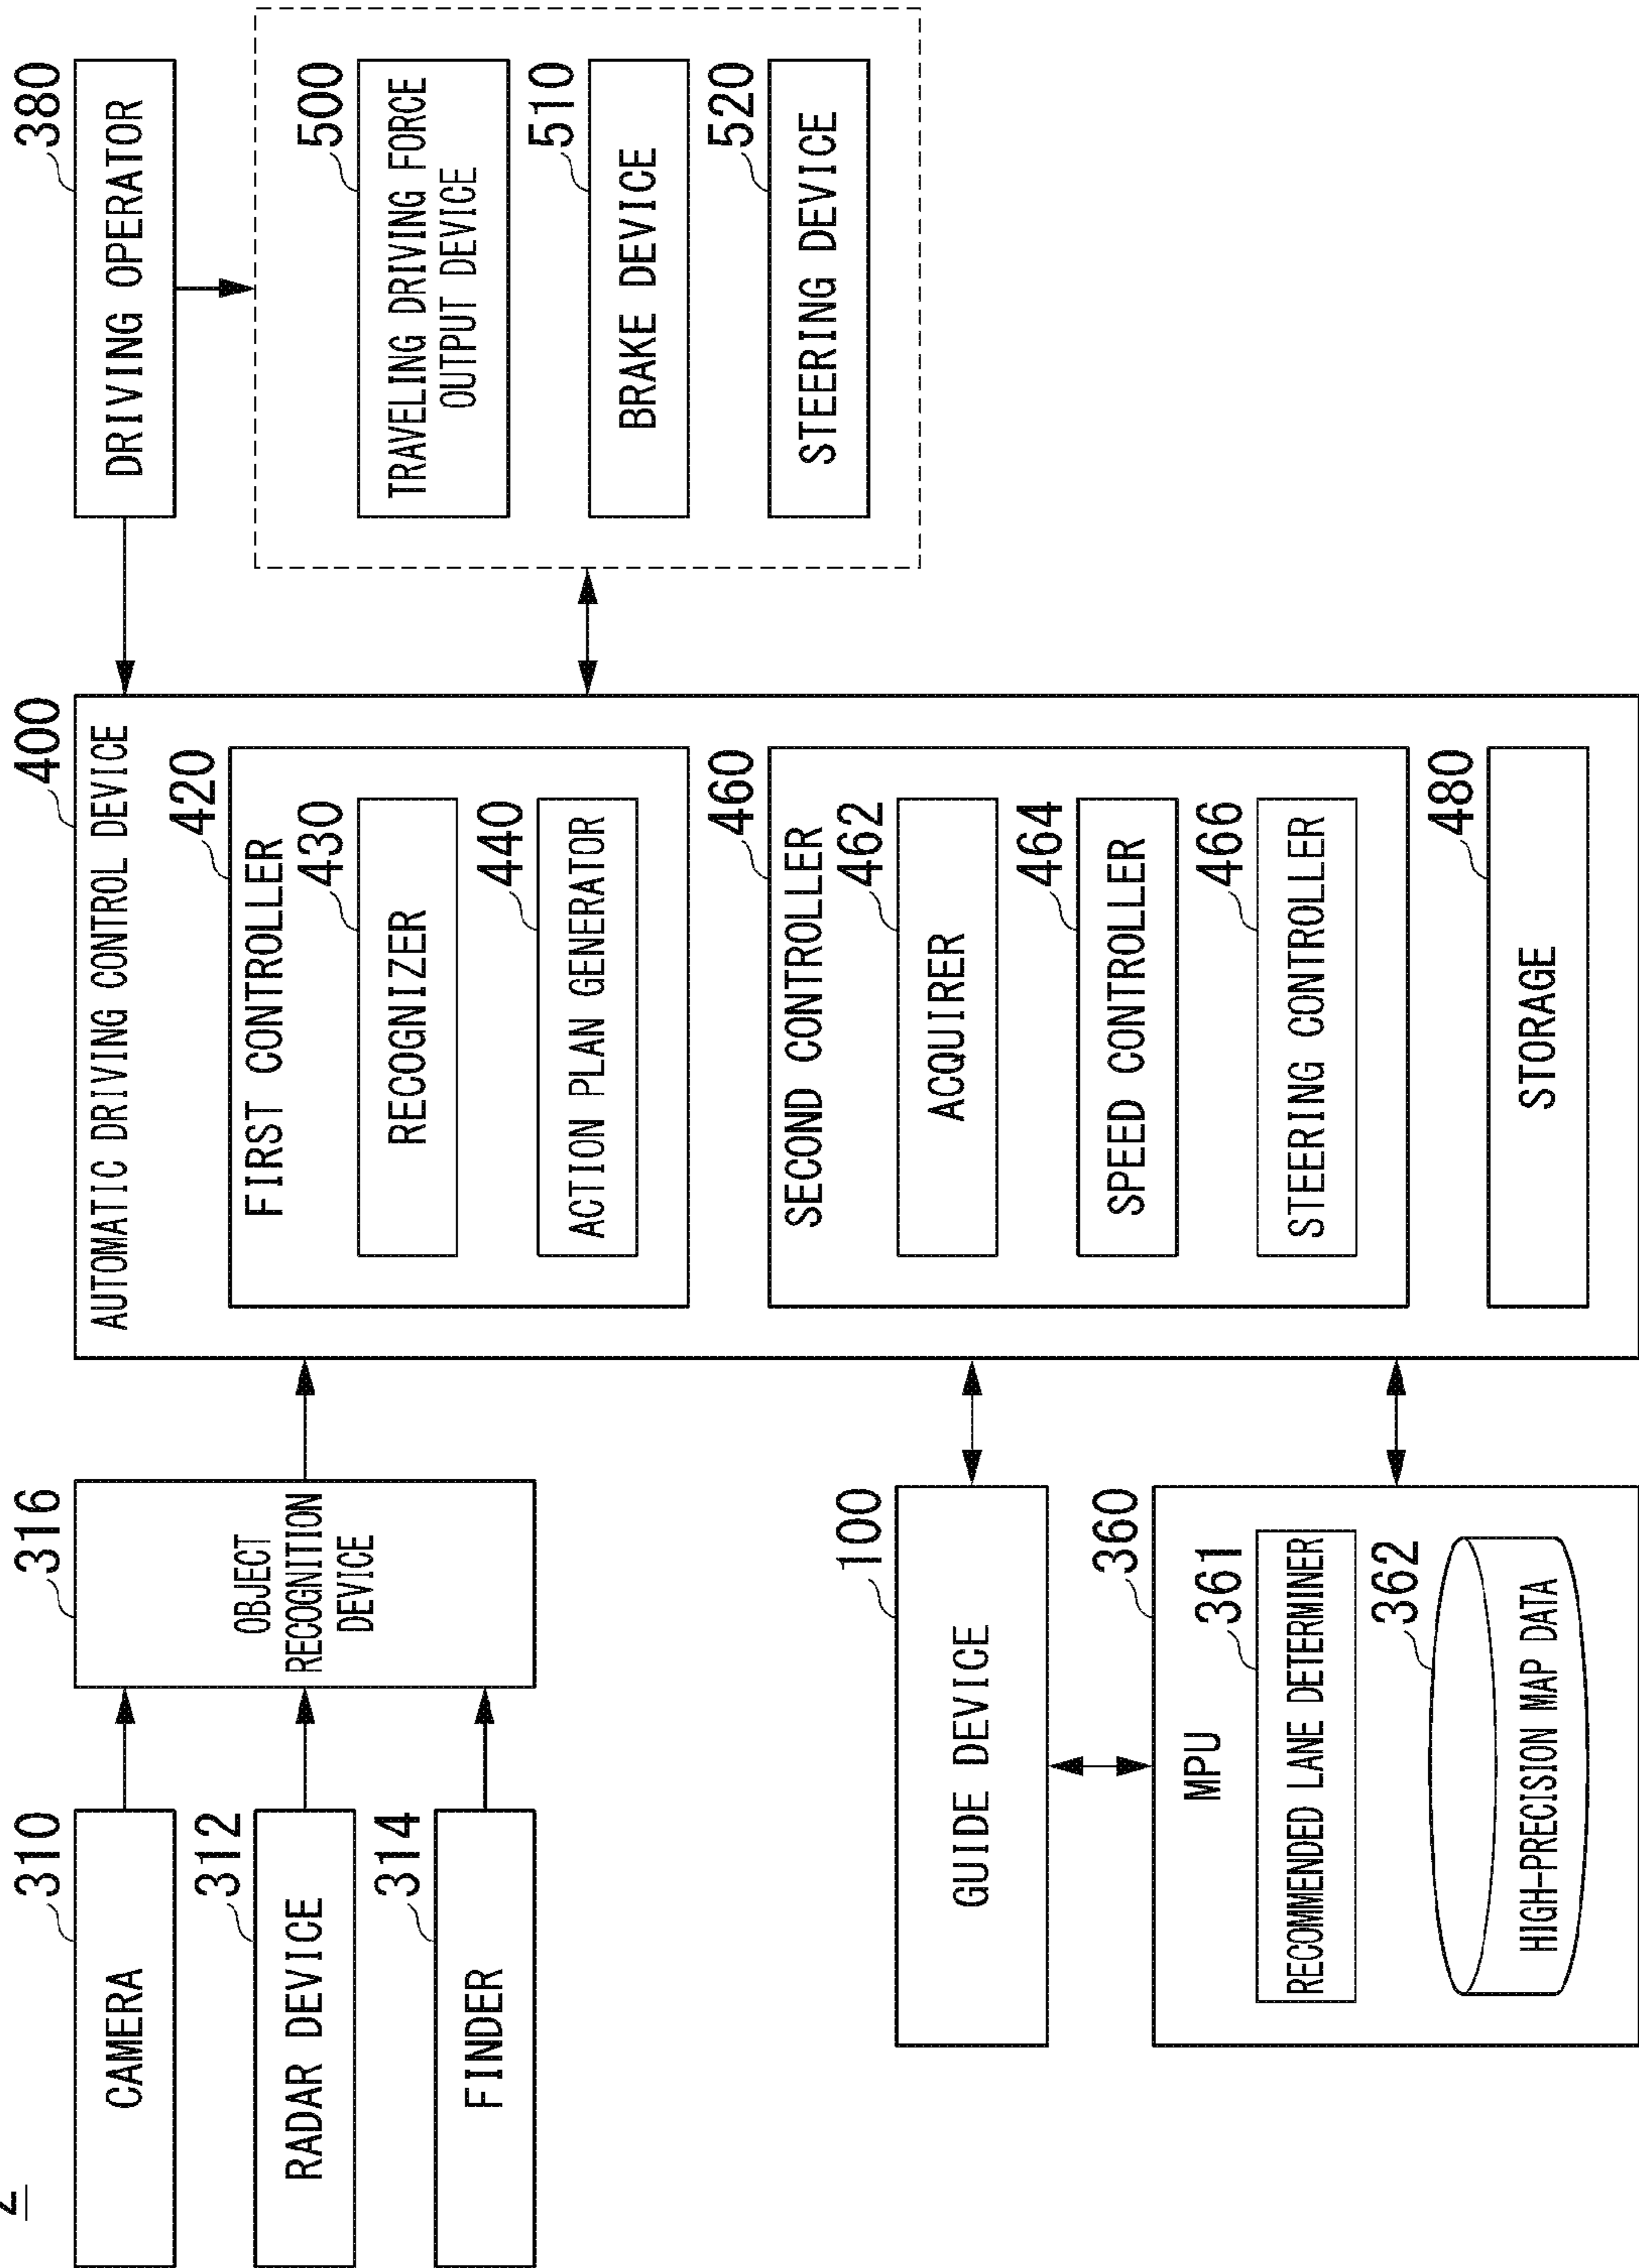 2
310
CAMERA
312
RADAR DEVICE
314
FINDER
316
OBJECT
RECOGNITION
DEVICE
100
GUIDE DEVICE
360
MPU
361
RECOMMENDED LANE DETERMINER
362
HIGH-PRECISION MAP DATA
400
AUTOMATIC DRIVING CONTROL DEVICE
420
FIRST CONTROLLER
430
RECOGNIZER
440
ACTION PLAN GENERATOR
460
SECOND CONTROLLER
462
ACQUIRER
464
SPEED CONTROLLER
466
STEERING CONTROLLER
480
STORAGE
380
DRIVING OPERATOR
500
TRAVELING DRIVING FORCE
OUTPUT DEVICE
510
BRAKE DEVICE
520
STEERING DEVICE